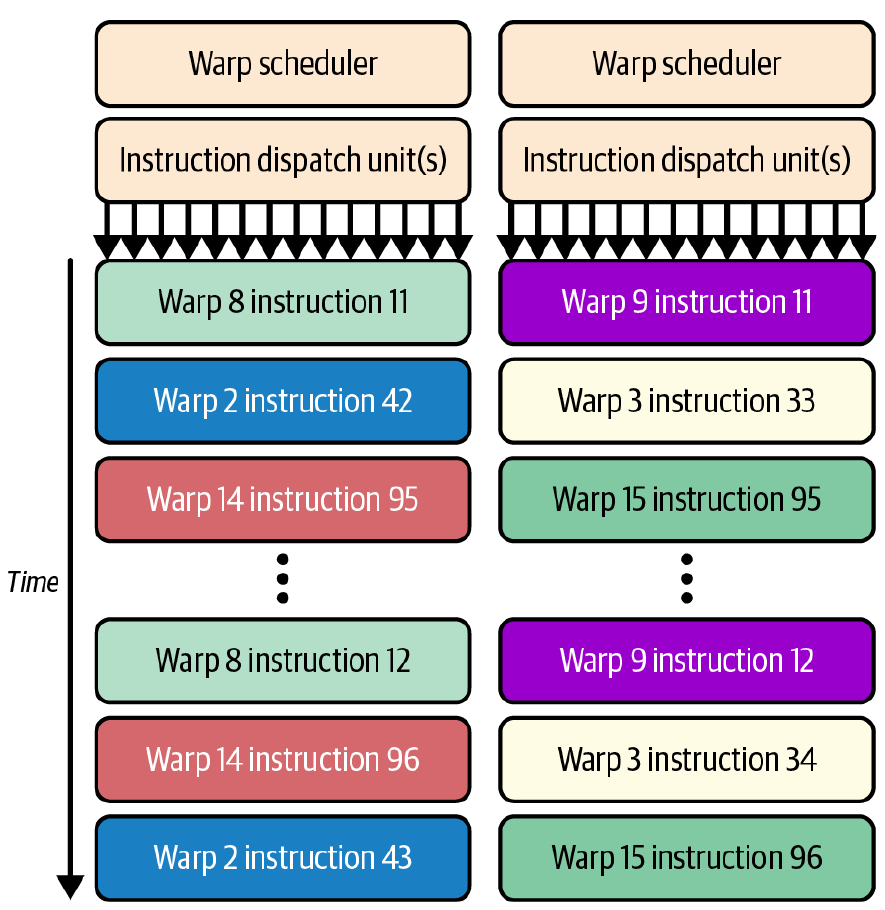 Warp scheduler
Warp scheduler
Instruction dispatch unit(s)
Instruction dispatch unit(s)
Warp 8 instruction 11
Warp 9 instruction 11
Warp 2 instruction 42
Warp 3 instruction 33
Warp 14 instruction 95
Warp 15 instruction 95
Time
Warp 8 instruction 12
Warp 9 instruction 12
Warp 14 instruction 96
Warp 3 instruction 34
Warp 2 instruction 43
Warp 15 instruction 96